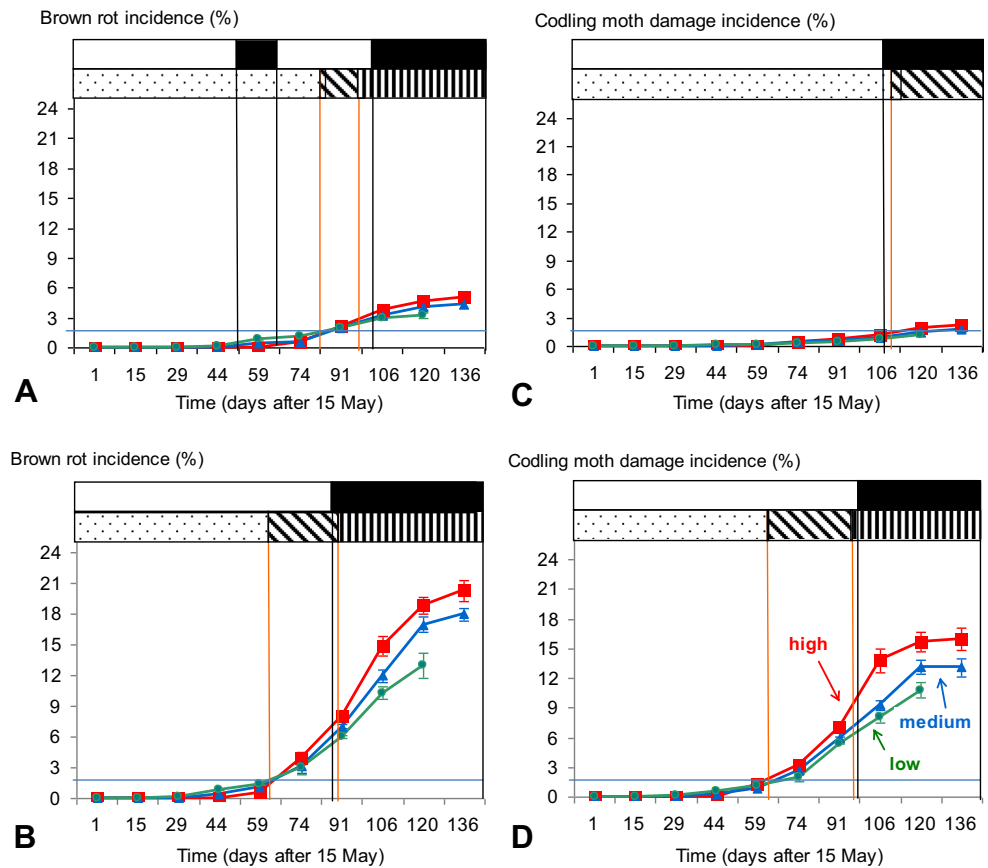 Brown rot incidence (%)
24
21
18
15
12
9
6
3
0
1 15 29 44 59 74 91 106 120 136
A
Time (days after 15 May)
Codling moth damage incidence (%)
24
21
18
15
12
9
6
3
0
1 15 29 44 59 74 91 106 120 136
C
Time (days after 15 May)
Brown rot incidence (%)
24
21
18
15
12
9
6
3
0
1 15 29 44 59 74 91 106 120 136
B
Time (days after 15 May)
Codling moth damage incidence (%)
24
21
18
15
12
9
6
3
0
high
medium
low
1 15 29 44 59 74 91 106 120 136
D
Time (days after 15 May)